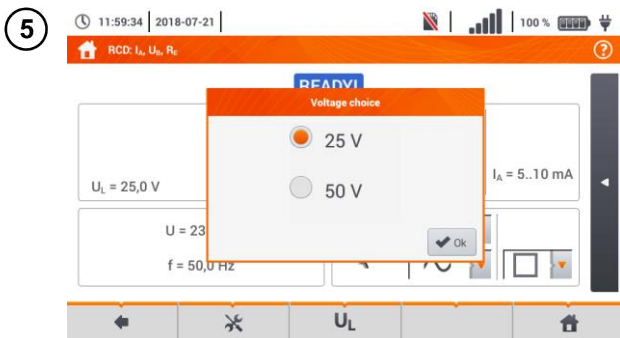 5
11:59:34 2018-07-21 100 %
RCD: IA, UB, RE ?
READY!
Voltage choice
25 V
50 V
UL = 25,0 V
IA = 5..10 mA
U = 23
Ok
f = 50,0 Hz
UL